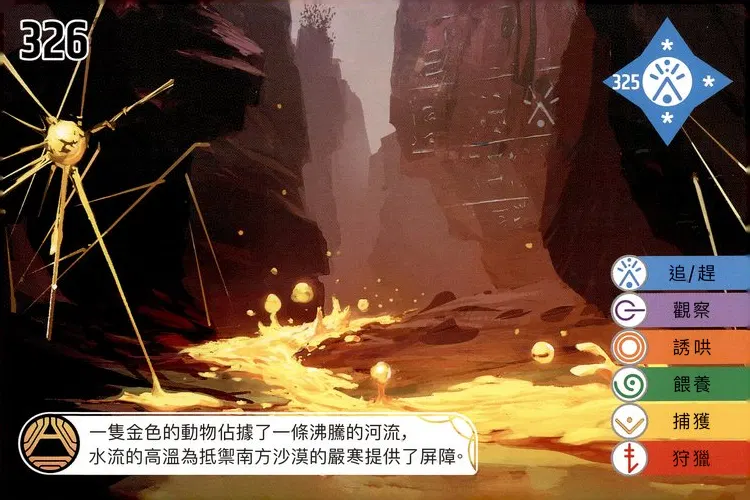 326
325
*
*
*
追/趕
觀察
誘哄
餵養
捕獲
狩獵
一隻金色的動物佔據了一條沸騰的河流,
水流的高溫為抵禦南方沙漠的嚴寒提供了屏障。